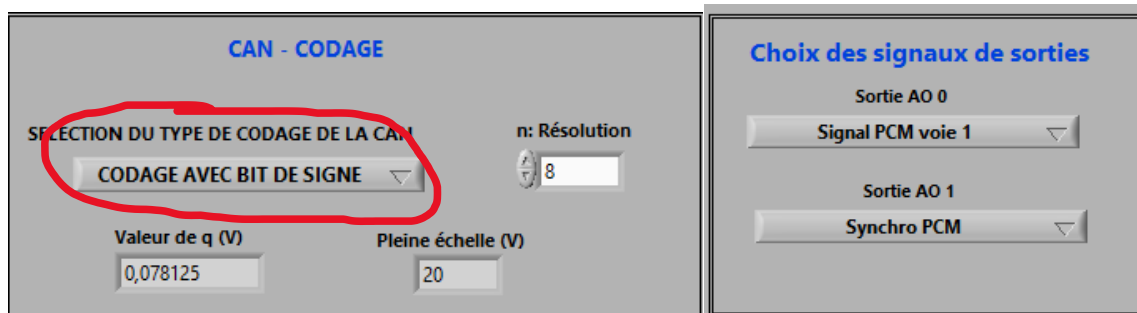 CAN - CODAGE
SELECTION DU TYPE DE CODAGE DE LA CAN
CODAGE AVEC BIT DE SIGNE
n: Résolution
8
Valeur de q (V)
0,078125
Pleine échelle (V)
20
Choix des signaux de sorties
Sortie AO 0
Signal PCM voie 1
Sortie AO 1
Synchro PCM